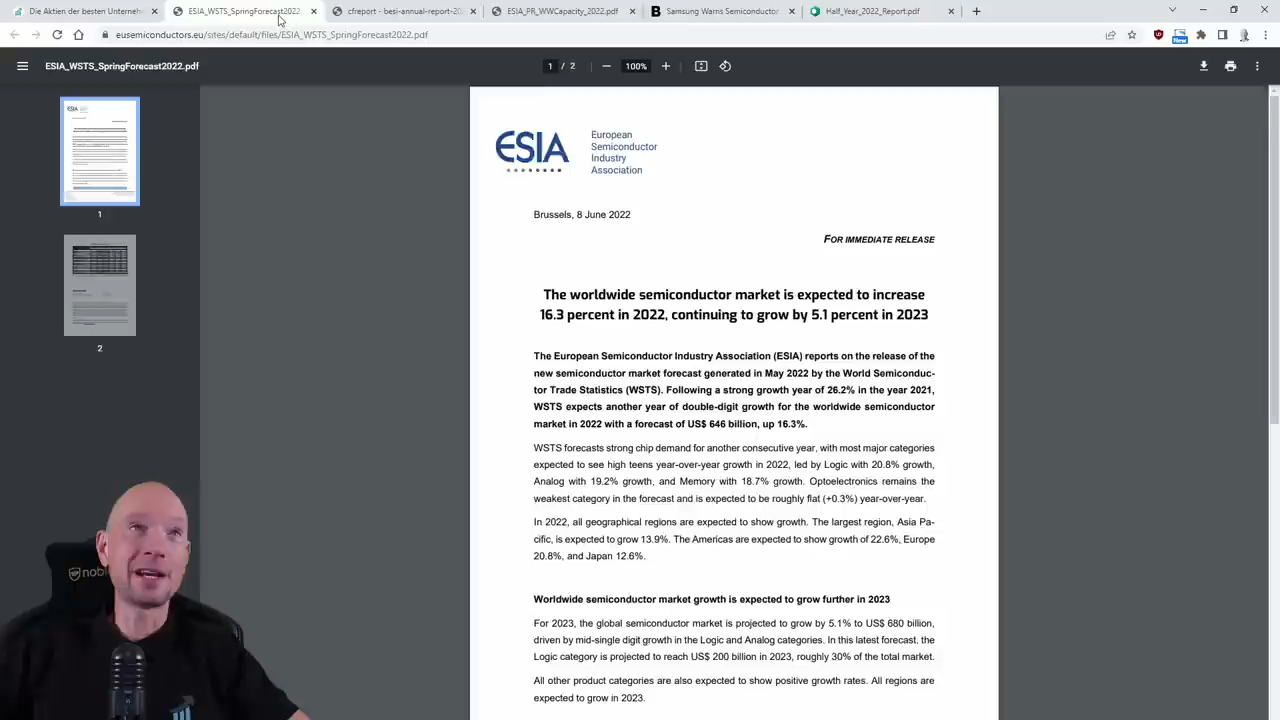 Die Aktien der besten Unterneh
ESIA_WSTS_SpringForecast2022
cfreport - besi-annual-report-20
ESIA_PR_WWCapacity_2022.pdf
Samsung Warns Semiconductor
Half_Year_2022_Report.pdf
eusemiconductors.eu/sites/default/files/ESIA_WSTS_SpringForecast2022.pdf
New
ESIA_WSTS_SpringForecast2022.pdf
1 / 2
100%
ESIA
European
Semiconductor
Industry
Association
Brussels, 8 June 2022
FOR IMMEDIATE RELEASE
The worldwide semiconductor market is expected to increase
16.3 percent in 2022, continuing to grow by 5.1 percent in 2023
The European Semiconductor Industry Association (ESIA) reports on the release of the
new semiconductor market forecast generated in May 2022 by the World Semiconduc-
tor Trade Statistics (WSTS). Following a strong growth year of 26.2% in the year 2021,
WSTS expects another year of double-digit growth for the worldwide semiconductor
market in 2022 with a forecast of US$ 646 billion, up 16.3%.
WSTS forecasts strong chip demand for another consecutive year, with most major categories
expected to see high teens year-over-year growth in 2022, led by Logic with 20.8% growth,
Analog with 19.2% growth, and Memory with 18.7% growth. Optoelectronics remains the
weakest category in the forecast and is expected to be roughly flat (+0.3%) year-over-year.
In 2022, all geographical regions are expected to show growth. The largest region, Asia Pa-
cific, is expected to grow 13.9%. The Americas are expected to show growth of 22.6%, Europe
20.8%, and Japan 12.6%.
Worldwide semiconductor market growth is expected to grow further in 2023
For 2023, the global semiconductor market is projected to grow by 5.1% to US$ 680 billion,
driven by mid-single digit growth in the Logic and Analog categories. In this latest forecast, the
Logic category is projected to reach US$ 200 billion in 2023, roughly 30% of the total market.
All other product categories are also expected to show positive growth rates. All regions are
expected to grow in 2023.
1
2
nobl